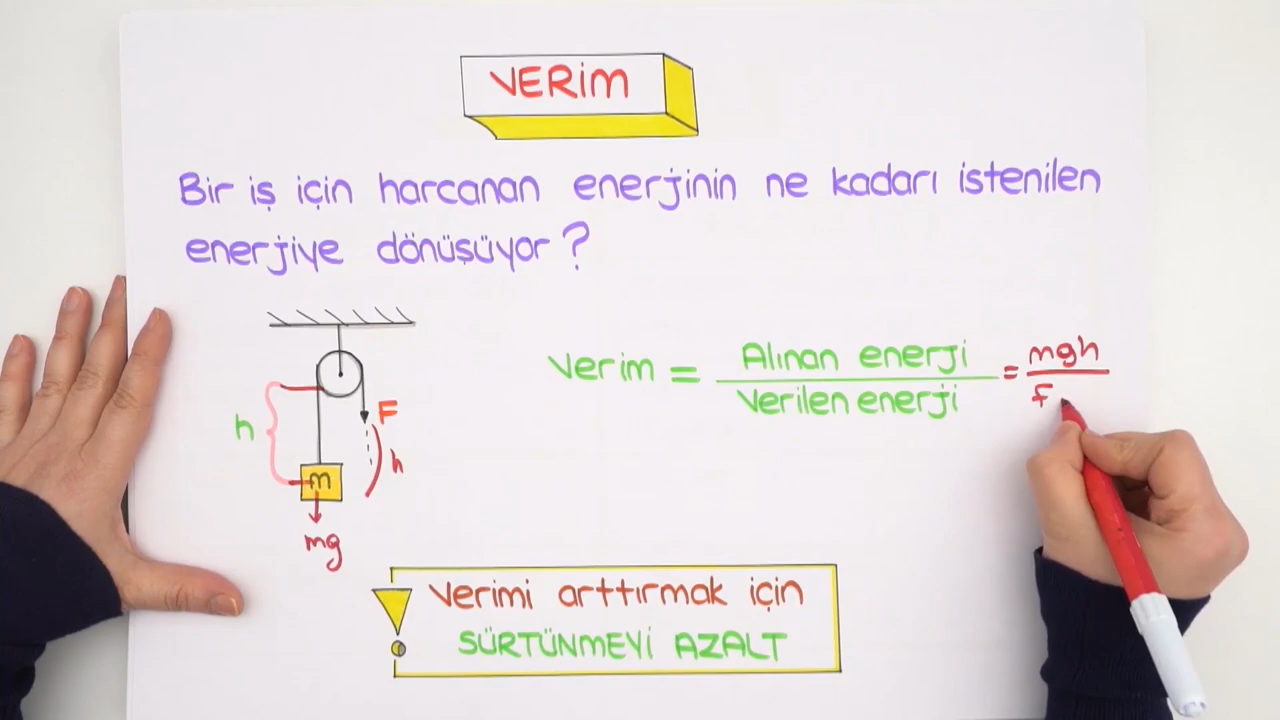 VERİM
Bir iş için harcanan enerjinin ne kadarı istenilen
enerjiye dönüşüyor ?
Verim = Alınan enerji = mgh
Verilen enerji F
F
h
h
m
mg
Verimi arttırmak için
SÜRTÜNMEYİ AZALT